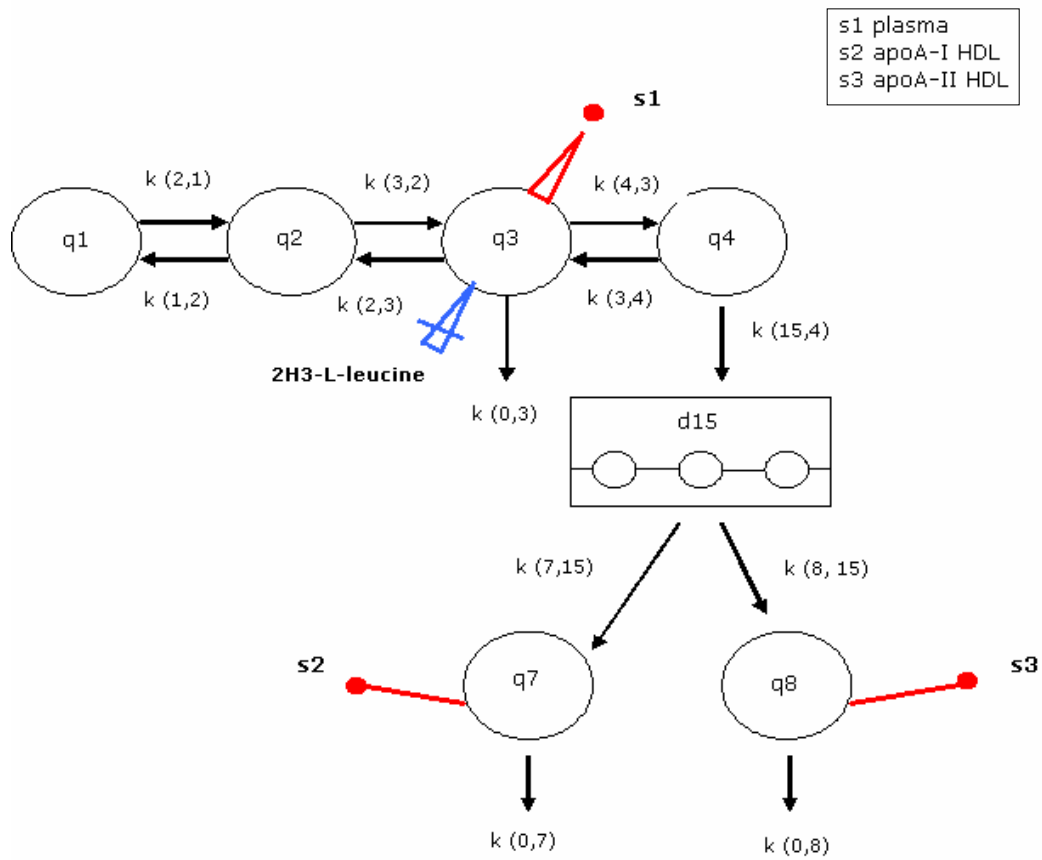 s1 plasma
s2 apoA-I HDL
s3 apoA-II HDL
s1
k (2,1)
k (3,2)
k (4,3)
q1
q2
q3
q4
k (1,2)
k (2,3)
k (3,4)
k (15,4)
2H3-L-leucine
k (0,3)
d15
k (7,15)
k (8, 15)
s2
q7
q8
s3
k (0,7)
k (0,8)